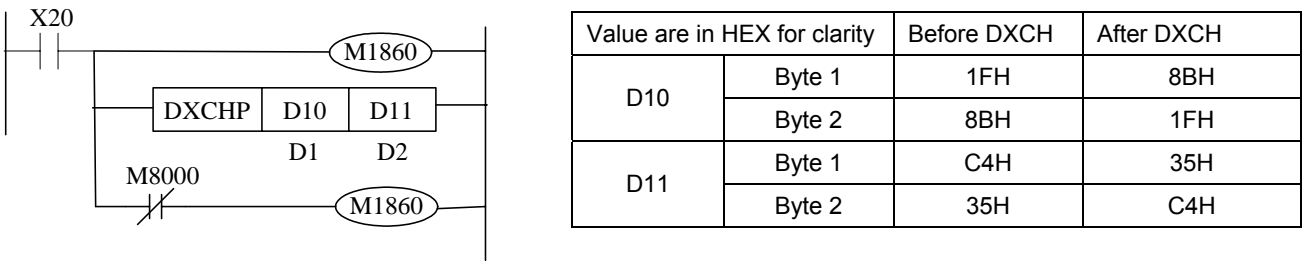 X20
M1860
DXCHP D10 D11
D1 D2
M8000
M1860
Value are in HEX for clarity Before DXCH After DXCH
D10 Byte 1 1FH 8BH
Byte 2 8BH 1FH
D11 Byte 1 C4H 35H
Byte 2 35H C4H